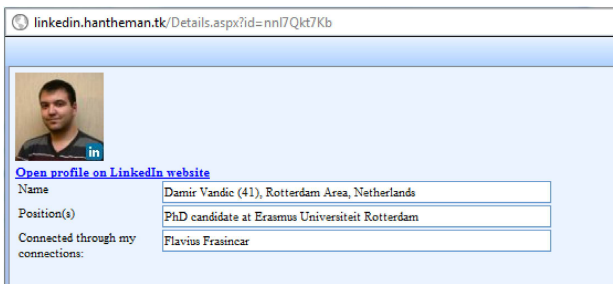 linkedin.hantheman.tk/Details.aspx?id=nnl7Qkt7Kb
in
Open profile on LinkedIn website
Name Damir Vandic (41), Rotterdam Area, Netherlands
Position(s) PhD candidate at Erasmus Universiteit Rotterdam
Connected through my Flavius Frasincar
connections: